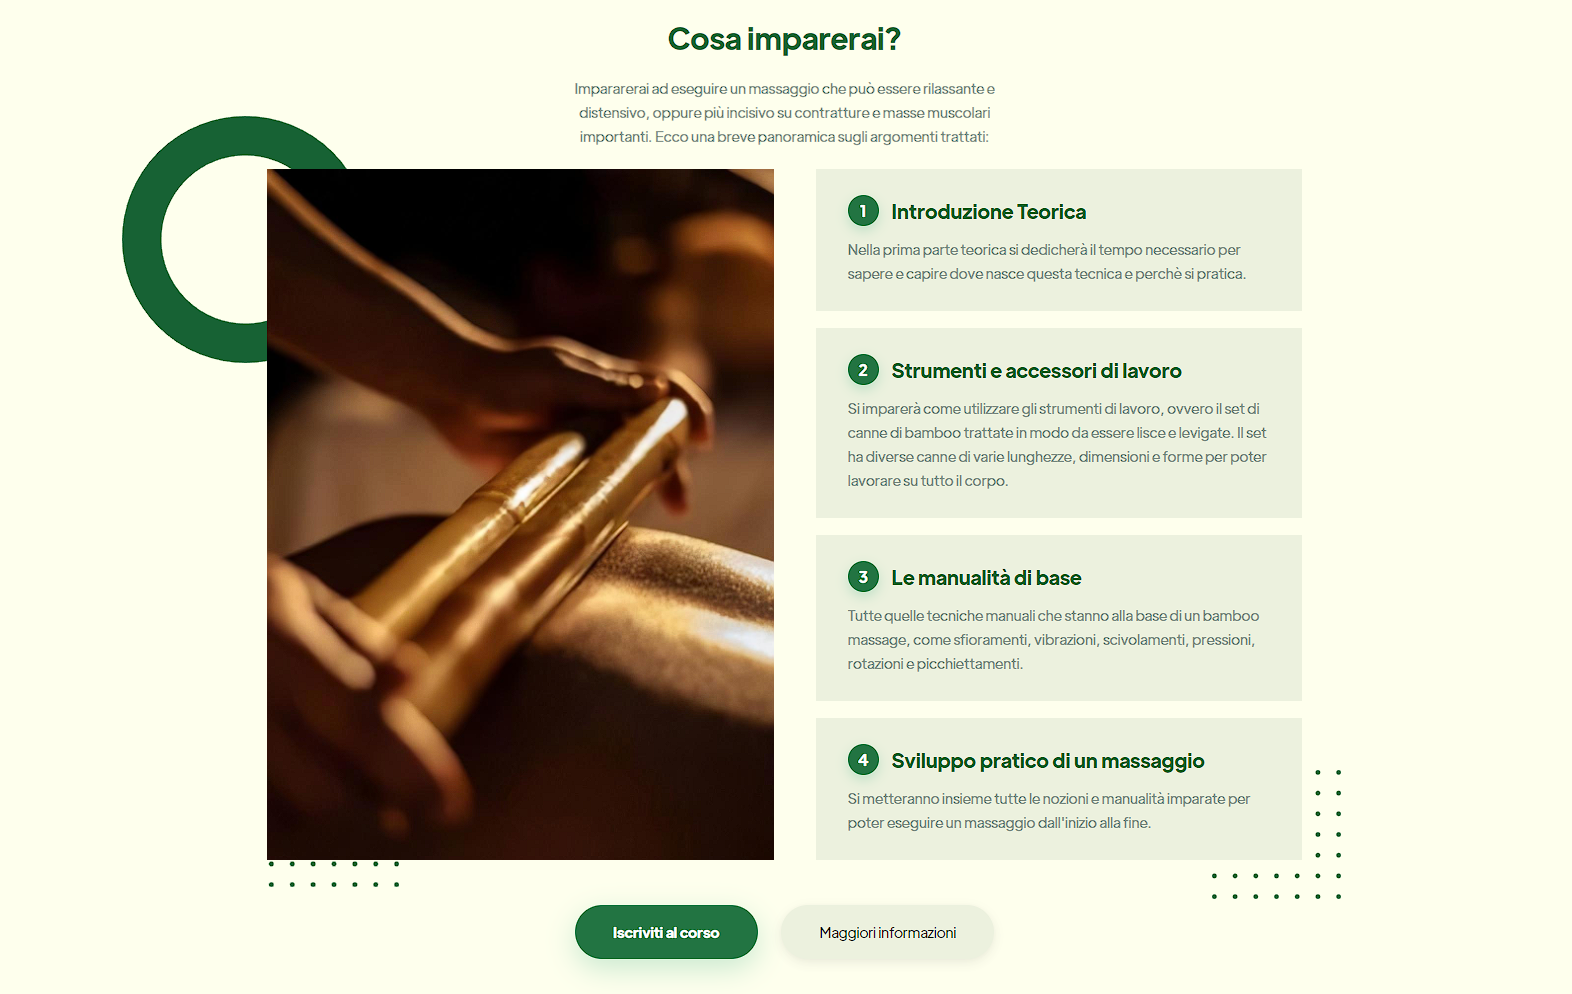 Cosa imparerai?
Impararerai ad eseguire un massaggio che può essere rilassante e
distensivo, oppure più incisivo su contratture e masse muscolari
importanti. Ecco una breve panoramica sugli argomenti trattati:
1 Introduzione Teorica
Nella prima parte teorica si dedicherà il tempo necessario per
sapere e capire dove nasce questa tecnica e perchè si pratica.
2 Strumenti e accessori di lavoro
Si imparerà come utilizzare gli strumenti di lavoro, ovvero il set di
canne di bamboo trattate in modo da essere lisce e levigate. Il set
ha diverse canne di varie lunghezze, dimensioni e forme per poter
lavorare su tutto il corpo.
3 Le manualità di base
Tutte quelle tecniche manuali che stanno alla base di un bamboo
massage, come sfioramenti, vibrazioni, scivolamenti, pressioni,
rotazioni e picchiettamenti.
4 Sviluppo pratico di un massaggio
Si metteranno insieme tutte le nozioni e manualità imparate per
poter eseguire un massaggio dall'inizio alla fine.
Iscriviti al corso
Maggiori informazioni